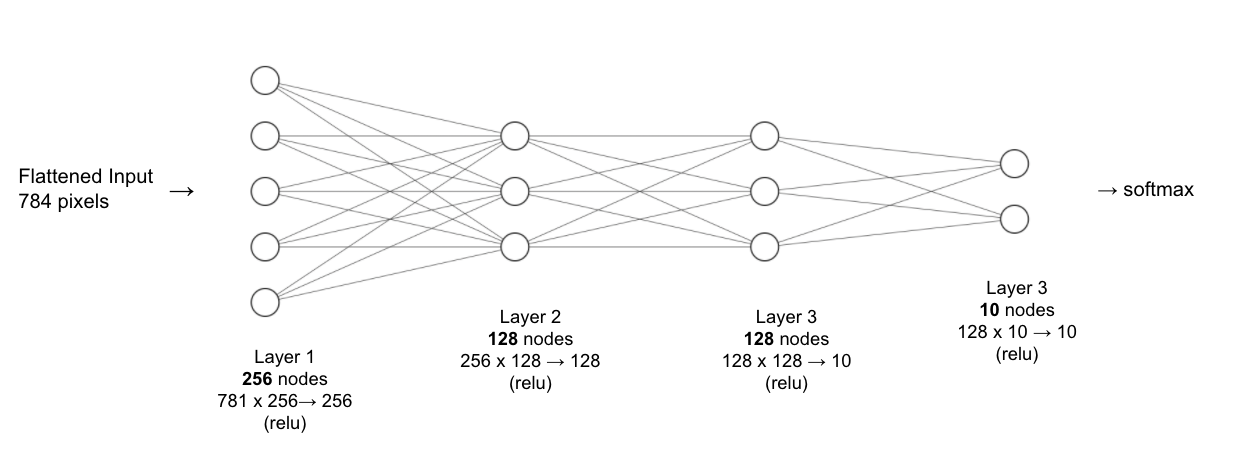 Flattened Input
784 pixels
→
→ softmax
Layer 1
256 nodes
781 x 256→ 256
(relu)
Layer 2
128 nodes
256 x 128 → 128
(relu)
Layer 3
128 nodes
128 x 128 → 10
(relu)
Layer 3
10 nodes
128 x 10 → 10
(relu)